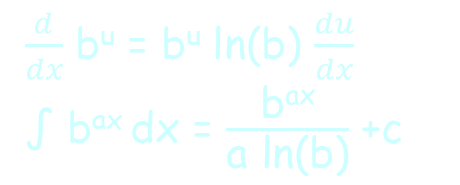 d/dx bᵘ = bᵘ ln(b) du/dx
∫ bᵃˣ dx = bᵃˣ / a ln(b) +c